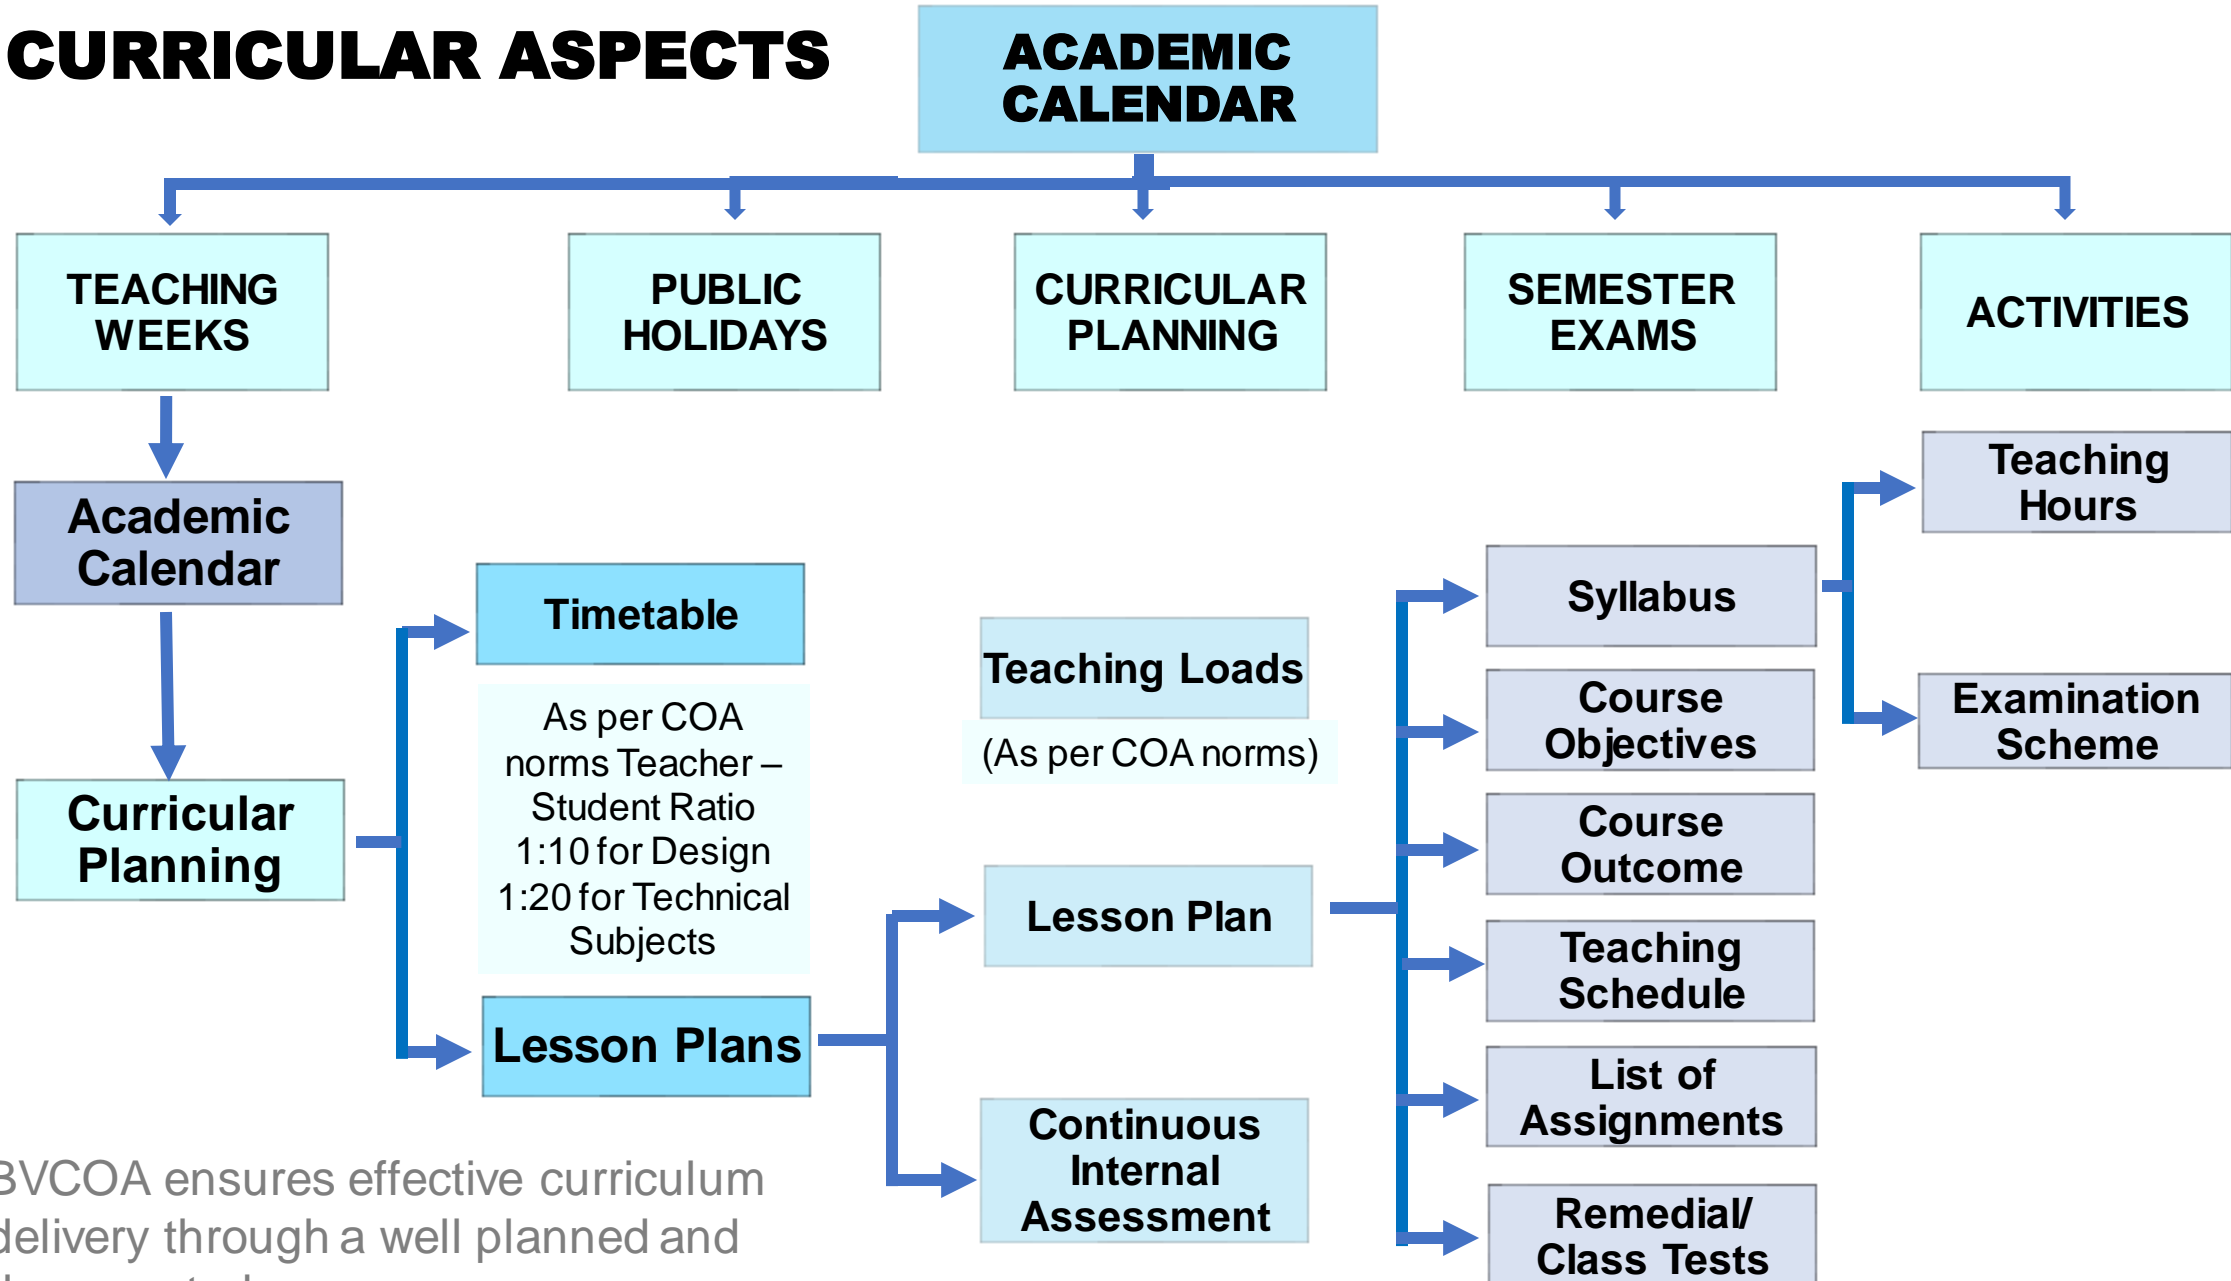 CURRICULAR ASPECTS
ACADEMIC
CALENDAR
TEACHING
WEEKS
PUBLIC
HOLIDAYS
CURRICULAR
PLANNING
SEMESTER
EXAMS
ACTIVITIES
Academic
Calendar
Curricular
Planning
Timetable
As per COA
norms Teacher –
Student Ratio
1:10 for Design
1:20 for Technical
Subjects
Lesson Plans
Teaching Loads
(As per COA norms)
Lesson Plan
Continuous
Internal
Assessment
Syllabus
Course
Objectives
Course
Outcome
Teaching
Schedule
List of
Assignments
Remedial/
Class Tests
Teaching
Hours
Examination
Scheme
BVCOA ensures effective curriculum
delivery through a well planned and